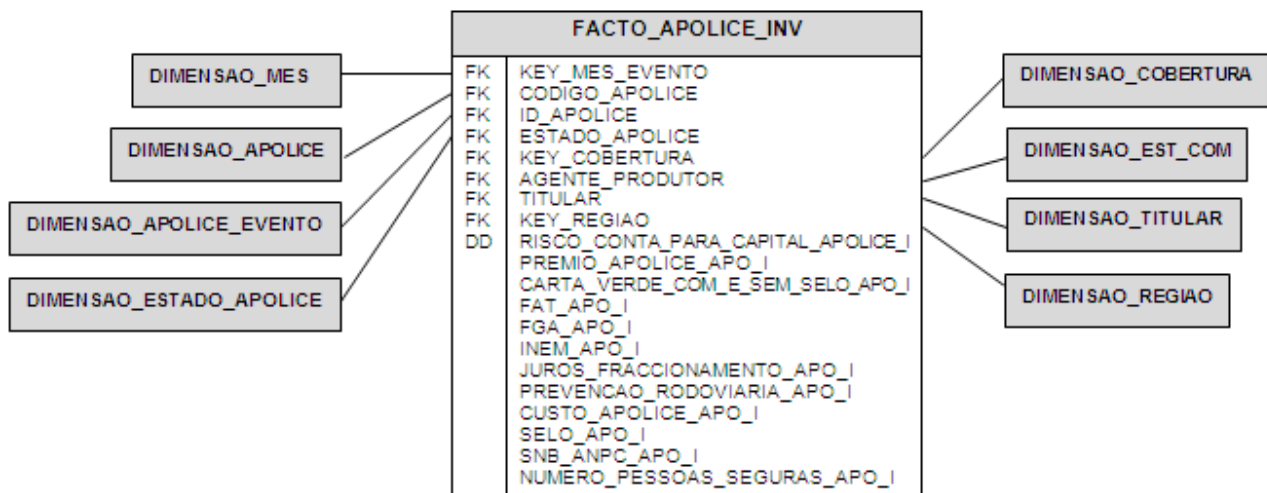 FACTO_APOLICE_INV
DIMENSAO_MES
DIMENSAO_APOLICE
DIMENSAO_APOLICE_EVENTO
DIMENSAO_ESTADO_APOLICE
FK KEY_MES_EVENTO
FK CODIGO_APOLICE
FK ID_APOLICE
FK ESTADO_APOLICE
FK KEY_COBERTURA
FK AGENTE_PRODUTOR
FK TITULAR
FK KEY_REGIAO
DD RISCO_CONTA_PARA_CAPITAL_APOLICE_I
PREMIO_APOLICE_APO_I
CARTA_VERDE_COM_E_SEM_SELO_APO_I
FAT_APO_I
FGA_APO_I
INEM_APO_I
JUROS_FRACCIONAMENTO_APO_I
PREVENCAO_RODOVIARIA_APO_I
CUSTO_APOLICE_APO_I
SELO_APO_I
SNB_ANPC_APO_I
NUMERO_PESSOAS_SEGURAS_APO_I
DIMENSAO_COBERTURA
DIMENSAO_EST_COM
DIMENSAO_TITULAR
DIMENSAO_REGIAO